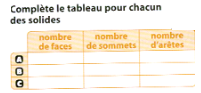 Complète le tableau pour chacun
des solides
nombre de faces nombre de sommets nombre d'arêtes
A
B
C